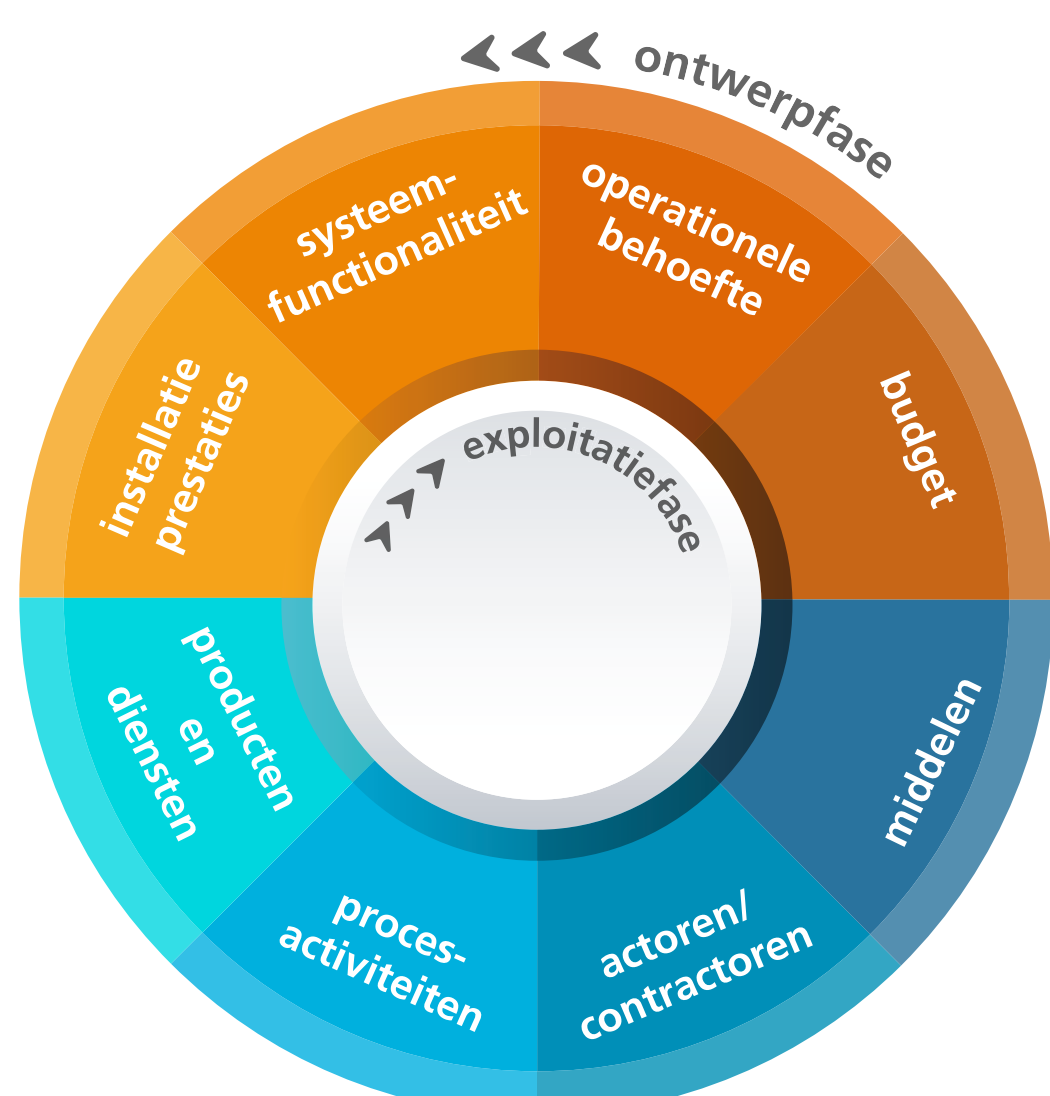 ontwerpfase
operationele
behoefte
budget
middelen
actoren/
contractoren
proces-
activiteiten
producten
en
diensten
installatie
prestaties
systeem-
functionaliteit
exploitatiefase